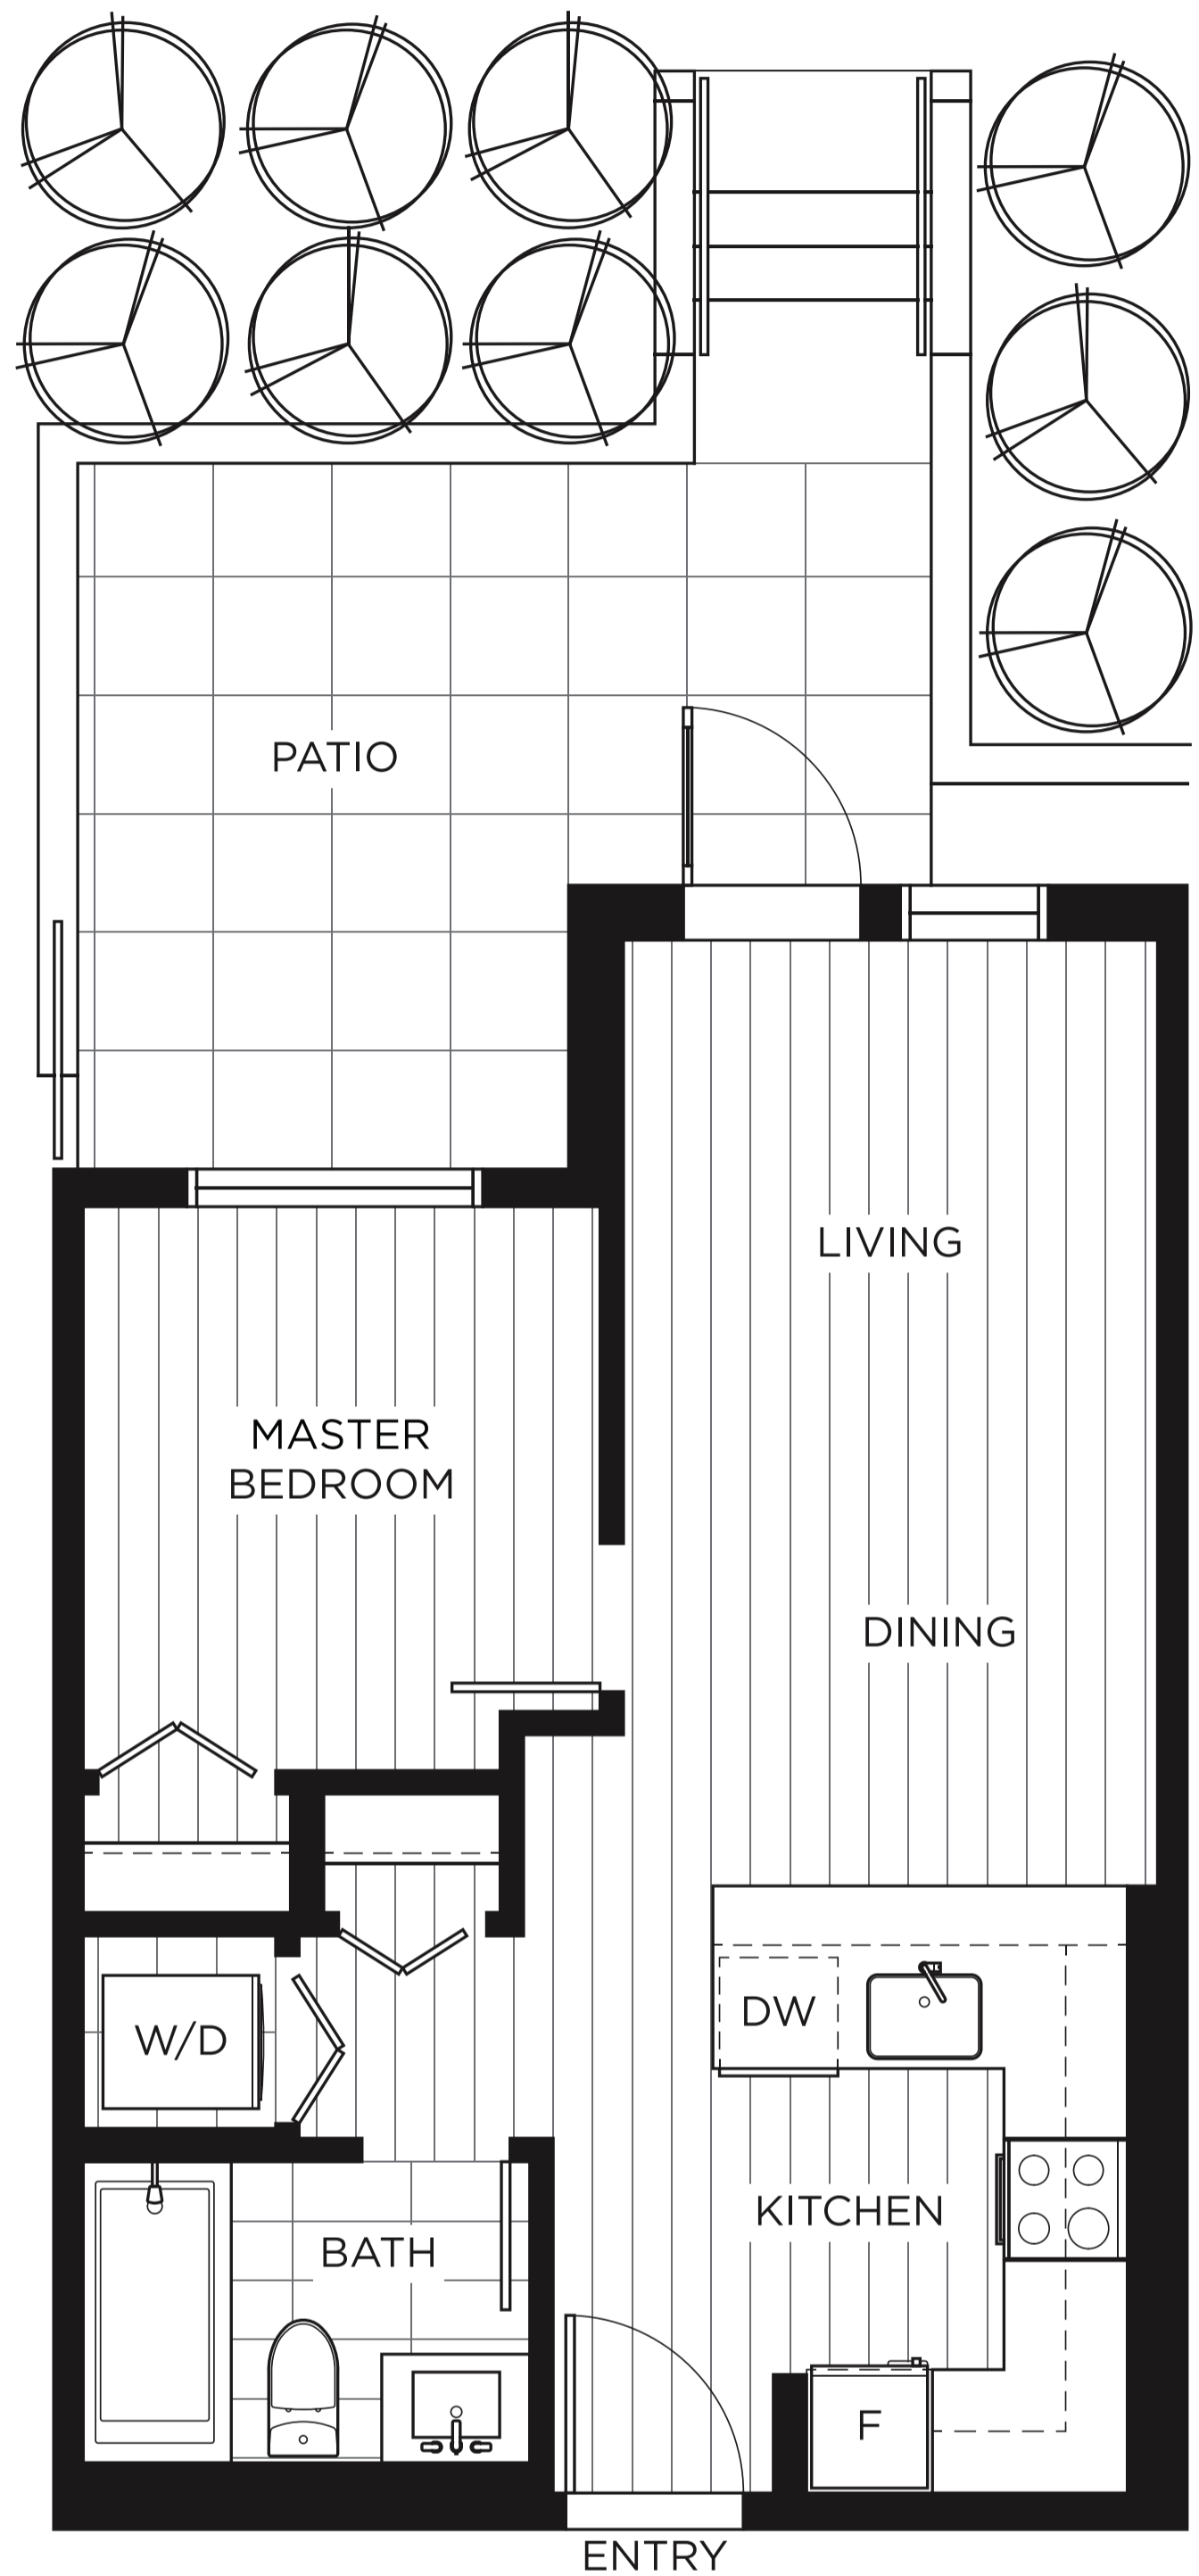 PATIO
LIVING
MASTER
BEDROOM
DINING
DW
W/D
KITCHEN
BATH
F
ENTRY